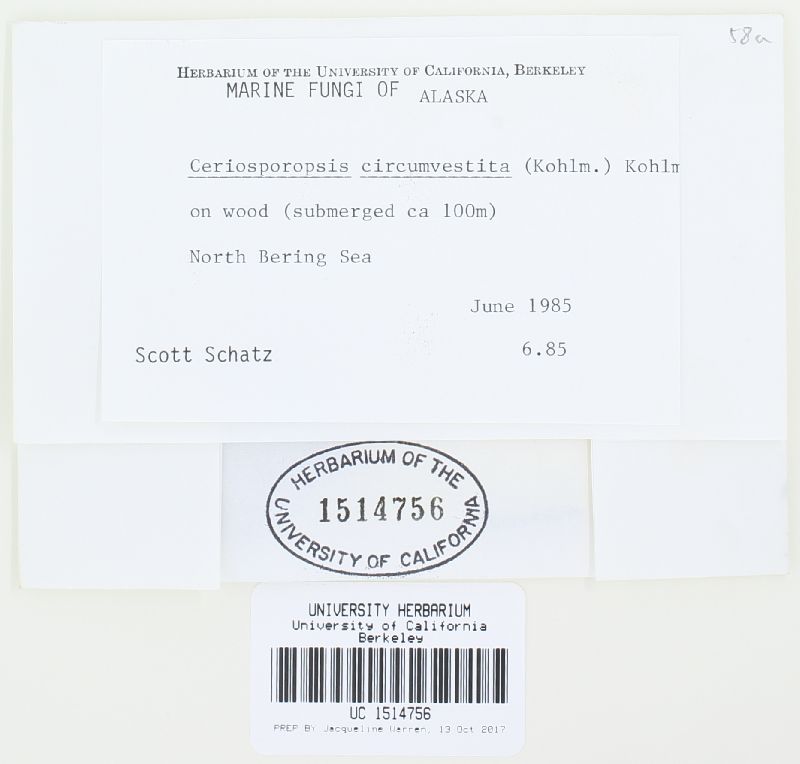 58a
HERBARIUM OF THE UNIVERSITY OF CALIFORNIA, BERKELEY
MARINE FUNGI OF ALASKA
Ceriosporopsis circumvestita (Kohlm.) Kohlm
on wood (submerged ca 100m)
North Bering Sea
June 1985
Scott Schatz 6.85
HERBARIUM OF THE
1514756
UNIVERSITY OF CALIFORNIA
UNIVERSITY HERBARIUM
University of California
Berkeley
UC 1514756
PREP BY Jacqueline Warren, 13 Oct 2017